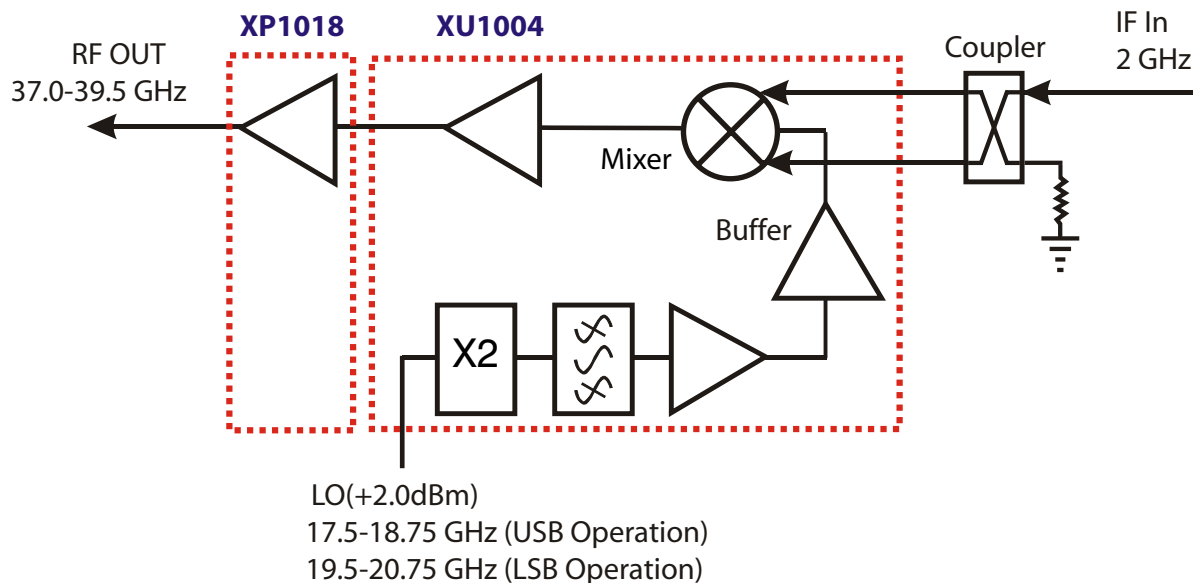 XP1018
XU1004
RF OUT
37.0-39.5 GHz
Coupler
IF In
2 GHz
Mixer
Buffer
X2
LO(+2.0dBm)
17.5-18.75 GHz (USB Operation)
19.5-20.75 GHz (LSB Operation)